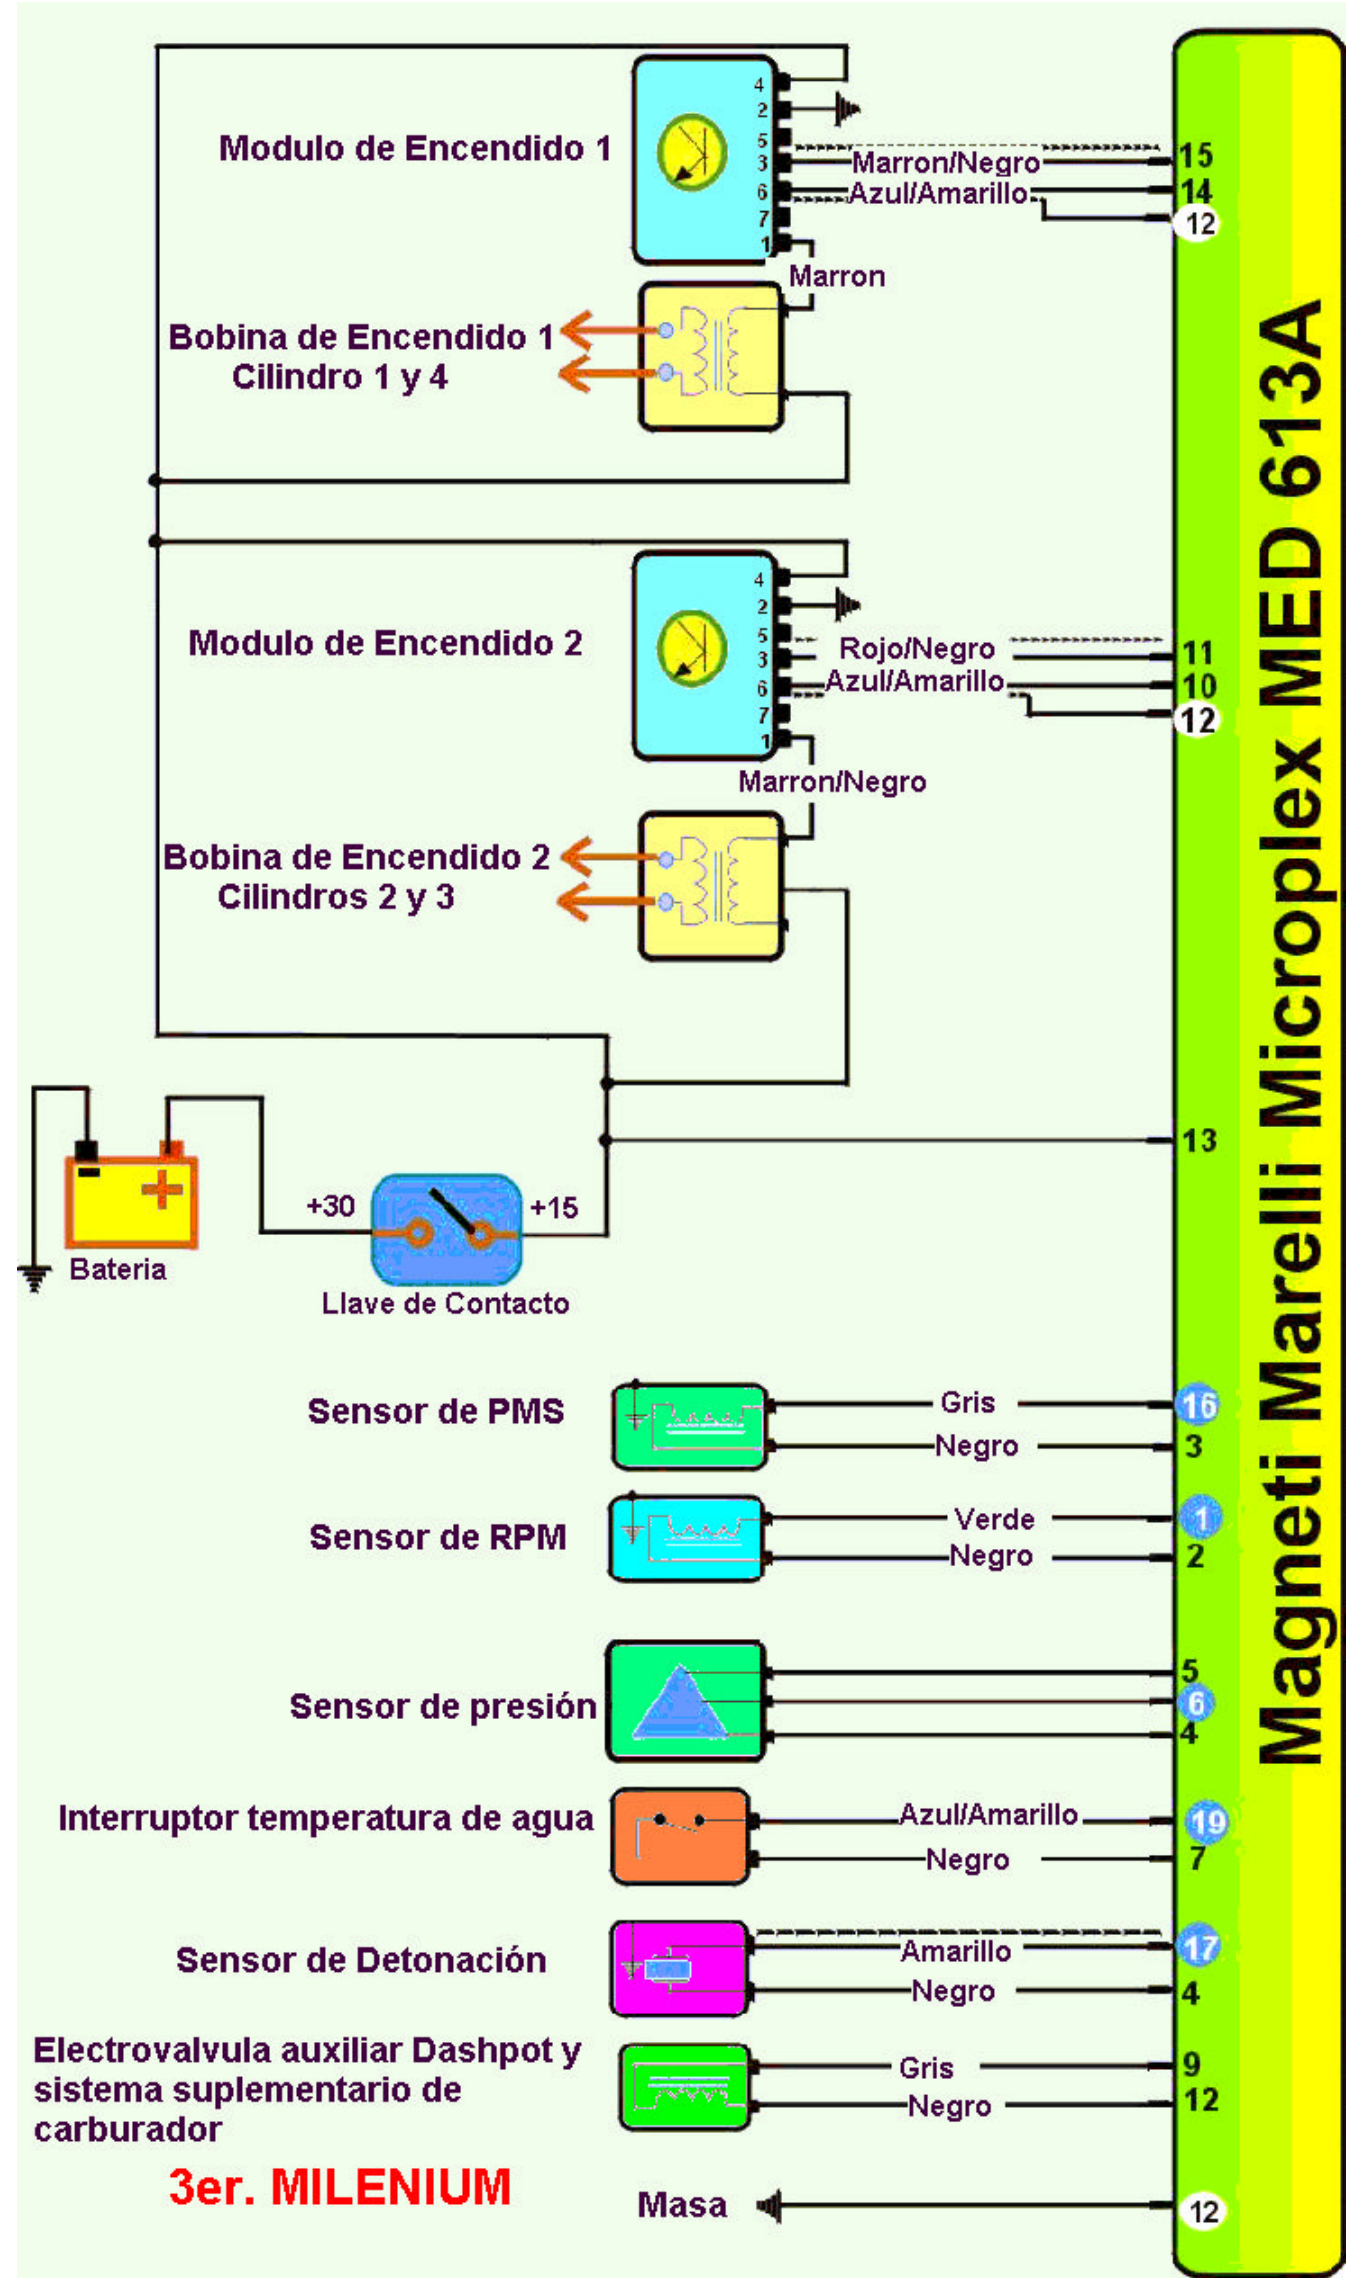 4
2
Modulo de Encendido 1
5
3
Marron/Negro
15
6
Azul/Amarillo
14
7
12
1
Marron
Bobina de Encendido 1
Cilindro 1 y 4
4
2
Modulo de Encendido 2
5
Rojo/Negro
3
11
6
Azul/Amarillo
10
7
12
1
Marron/Negro
Bobina de Encendido 2
Cilindros 2 y 3
13
+30
+15
Bateria
Llave de Contacto
Sensor de PMS
Gris
16
Negro
3
Sensor de RPM
Verde
1
Negro
2
Sensor de presión
5
6
4
Interruptor temperatura de agua
Azul/Amarillo
19
Negro
7
Sensor de Detonación
Amarillo
17
Negro
4
Electrovalvula auxiliar Dashpot y
sistema suplementario de
carburador
Gris
9
Negro
12
3er. MILENIUM
Masa
12
Magneti Marelli Microplex MED 613A